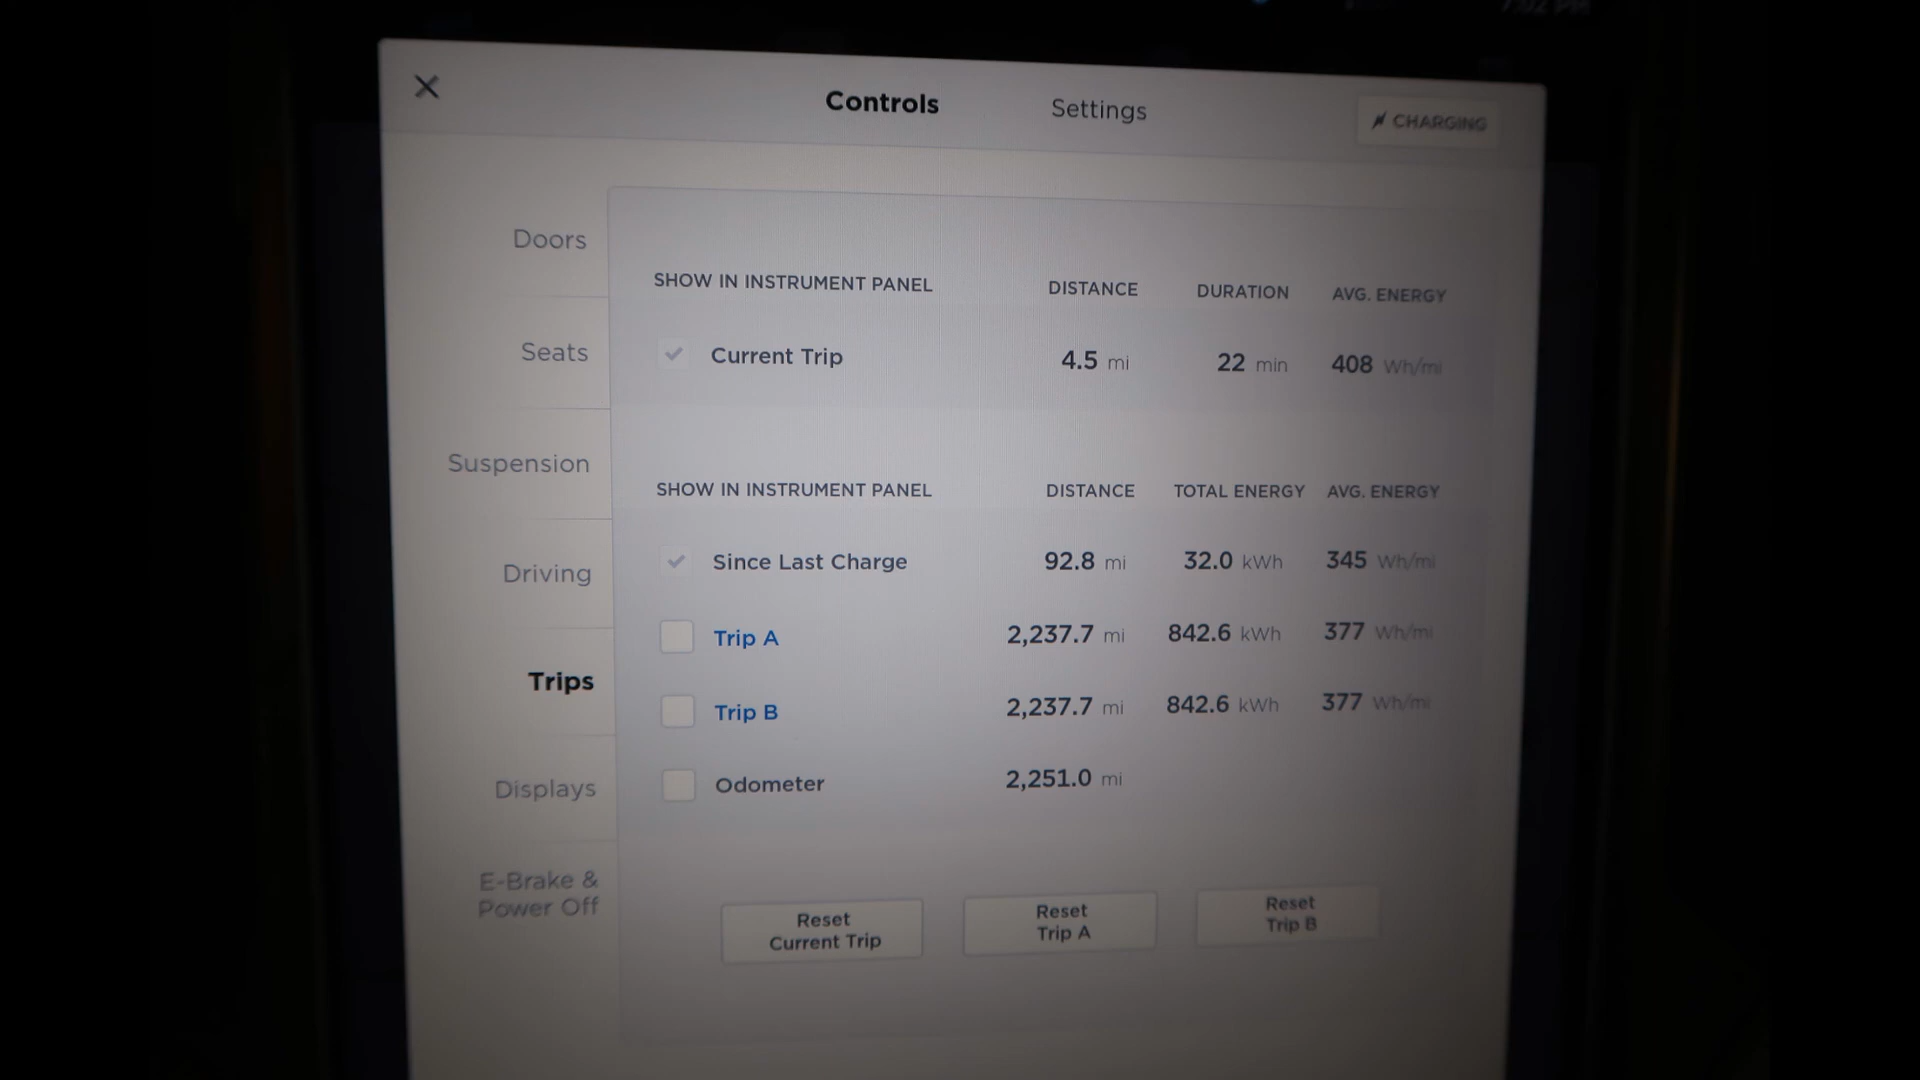 7:02 PM
Controls
Settings
CHARGING
Doors
Seats
Suspension
Driving
Trips
Displays
E-Brake &
Power Off
SHOW IN INSTRUMENT PANEL DISTANCE DURATION AVG. ENERGY
Current Trip 4.5 mi 22 min 408 Wh/mi
SHOW IN INSTRUMENT PANEL DISTANCE TOTAL ENERGY AVG. ENERGY
Since Last Charge 92.8 mi 32.0 kWh 345 Wh/mi
Trip A 2,237.7 mi 842.6 kWh 377 Wh/mi
Trip B 2,237.7 mi 842.6 kWh 377 Wh/mi
Odometer 2,251.0 mi
Reset
Current Trip
Reset
Trip A
Reset
Trip B